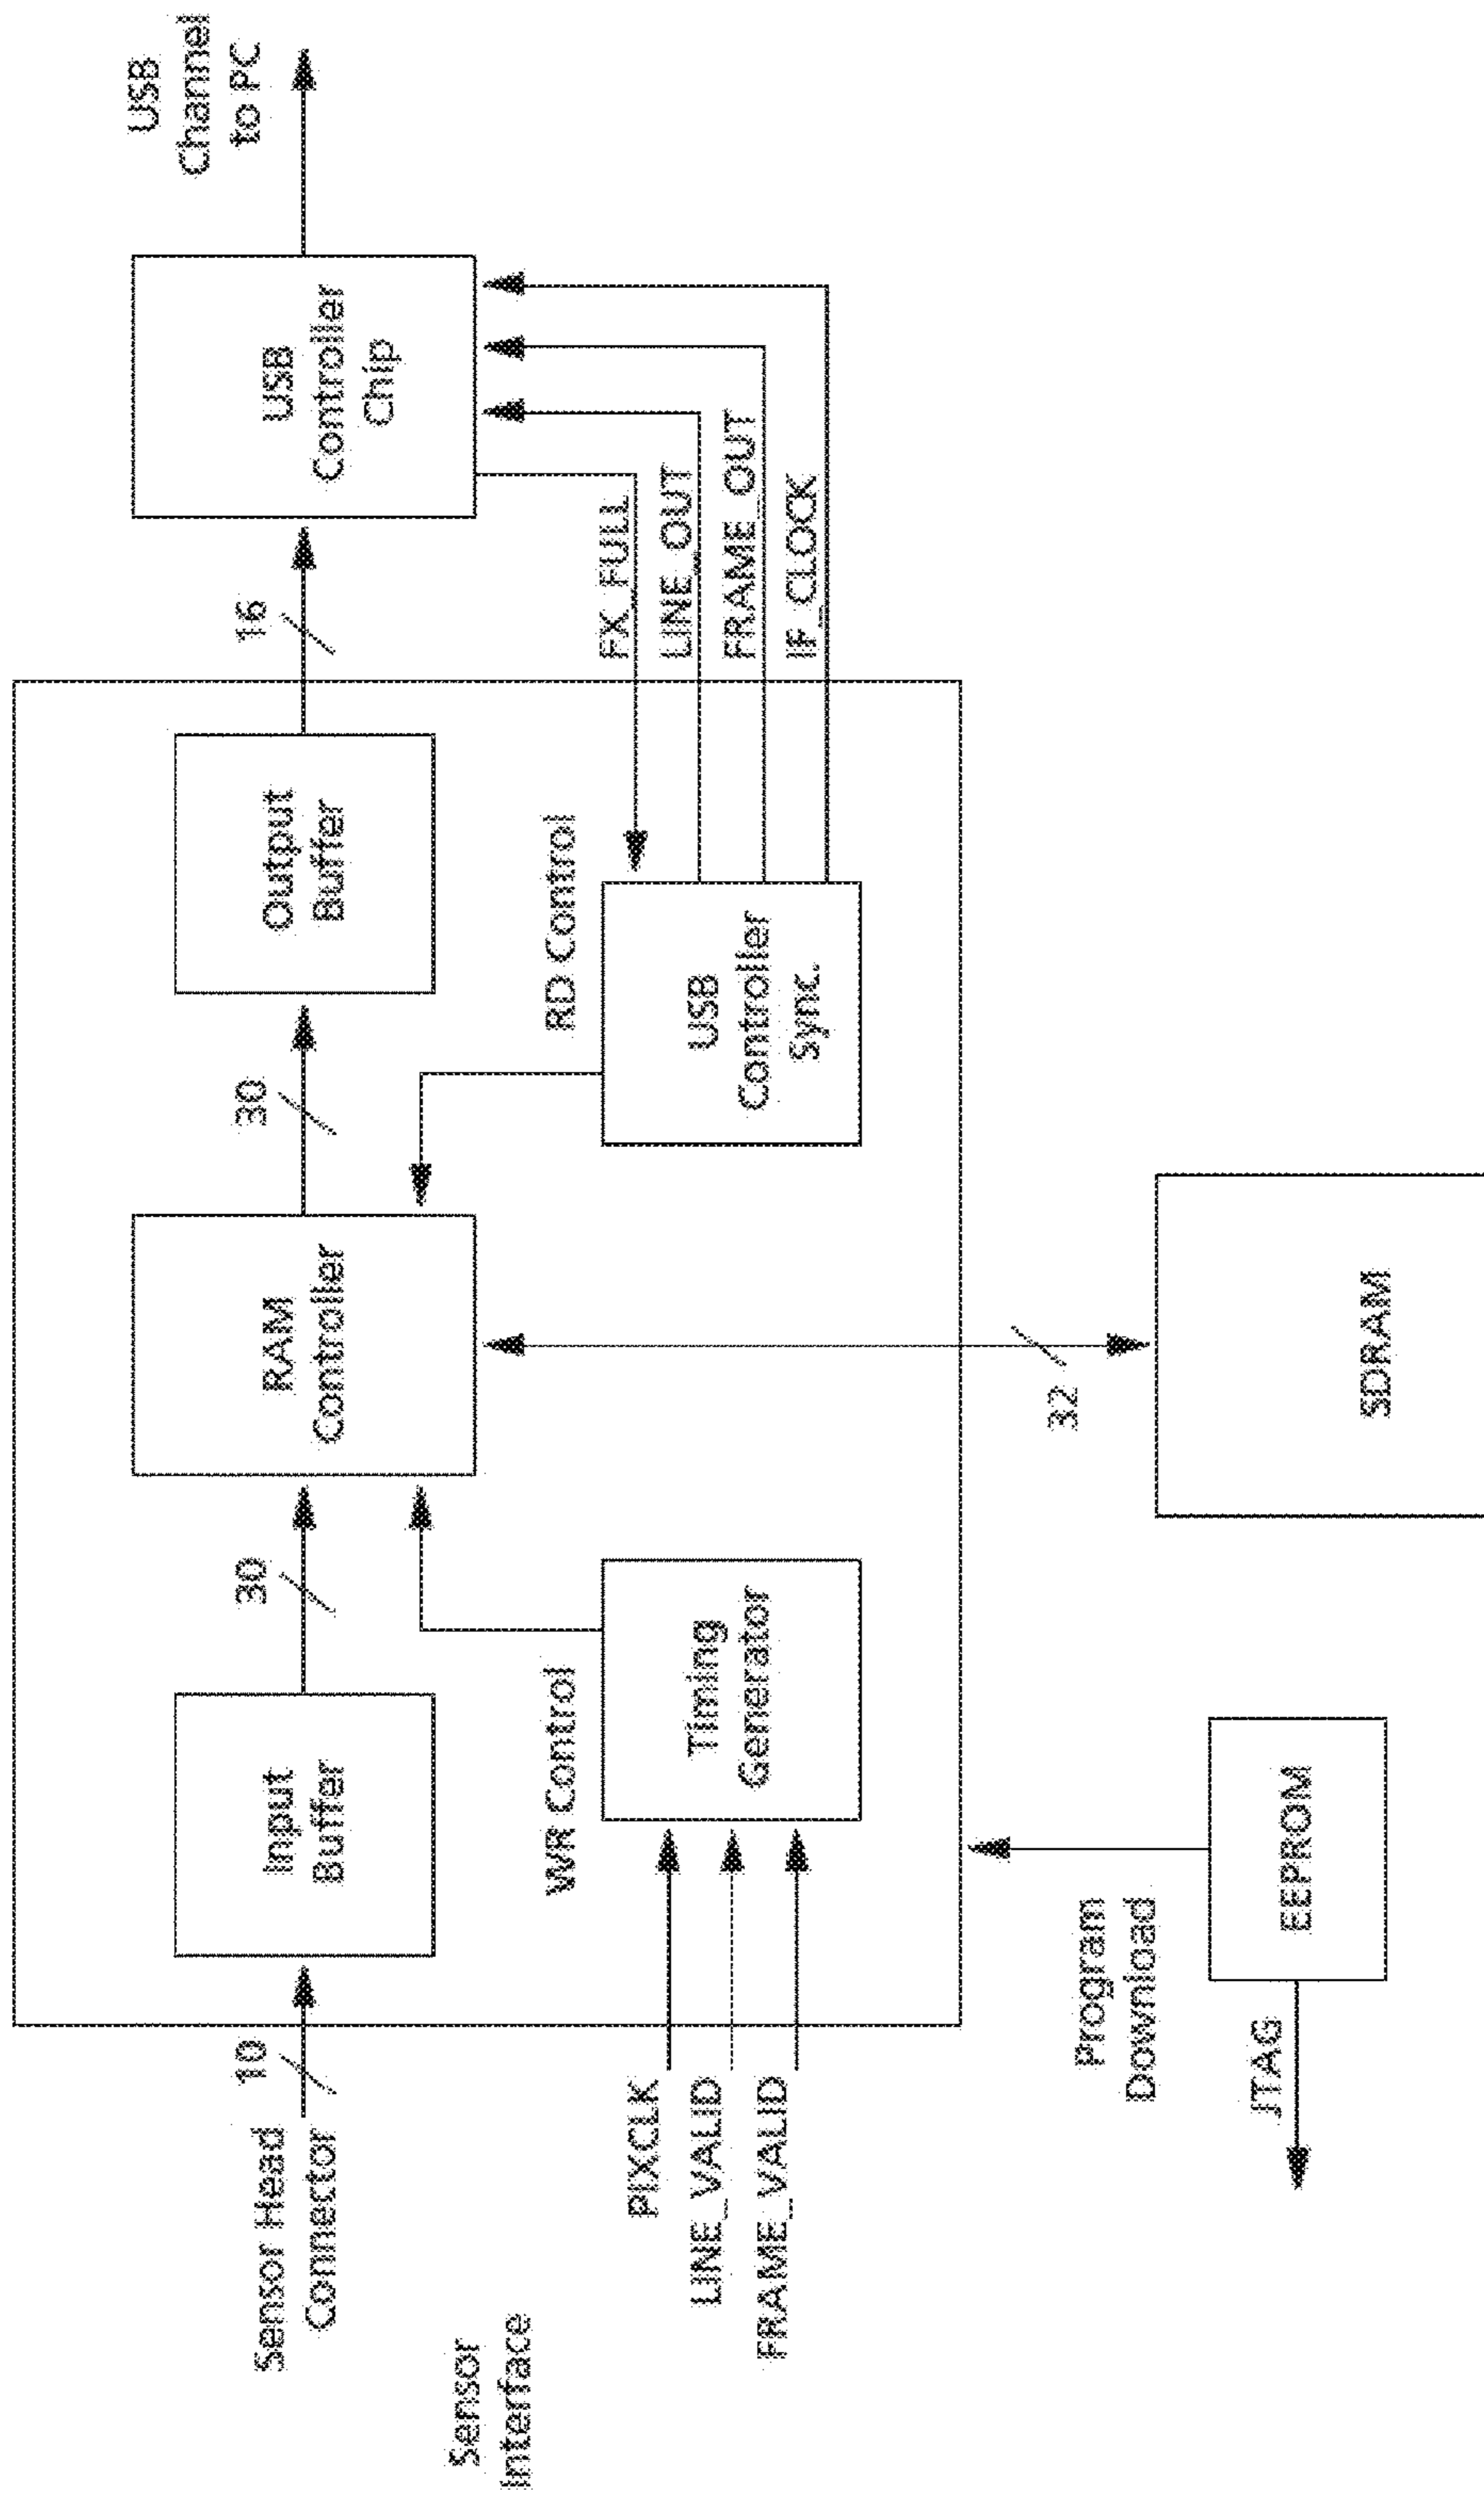 USB
Channel
to PC
USB
Controller
Chip
16
FX_FULL
LINE_OUT
FRAME_OUT
IF_CLOCK
Output
Buffer
RD Control
USB
Controller
Sync.
30
RAM
Controller
32
SDRAM
30
Input
Buffer
WR Control
Timing
Generator
EEPROM
Program
Download
JTAG
10
Sensor Head
Connector
PIXCLK
LINE_VALID
FRAME_VALID
Sensor
Interface